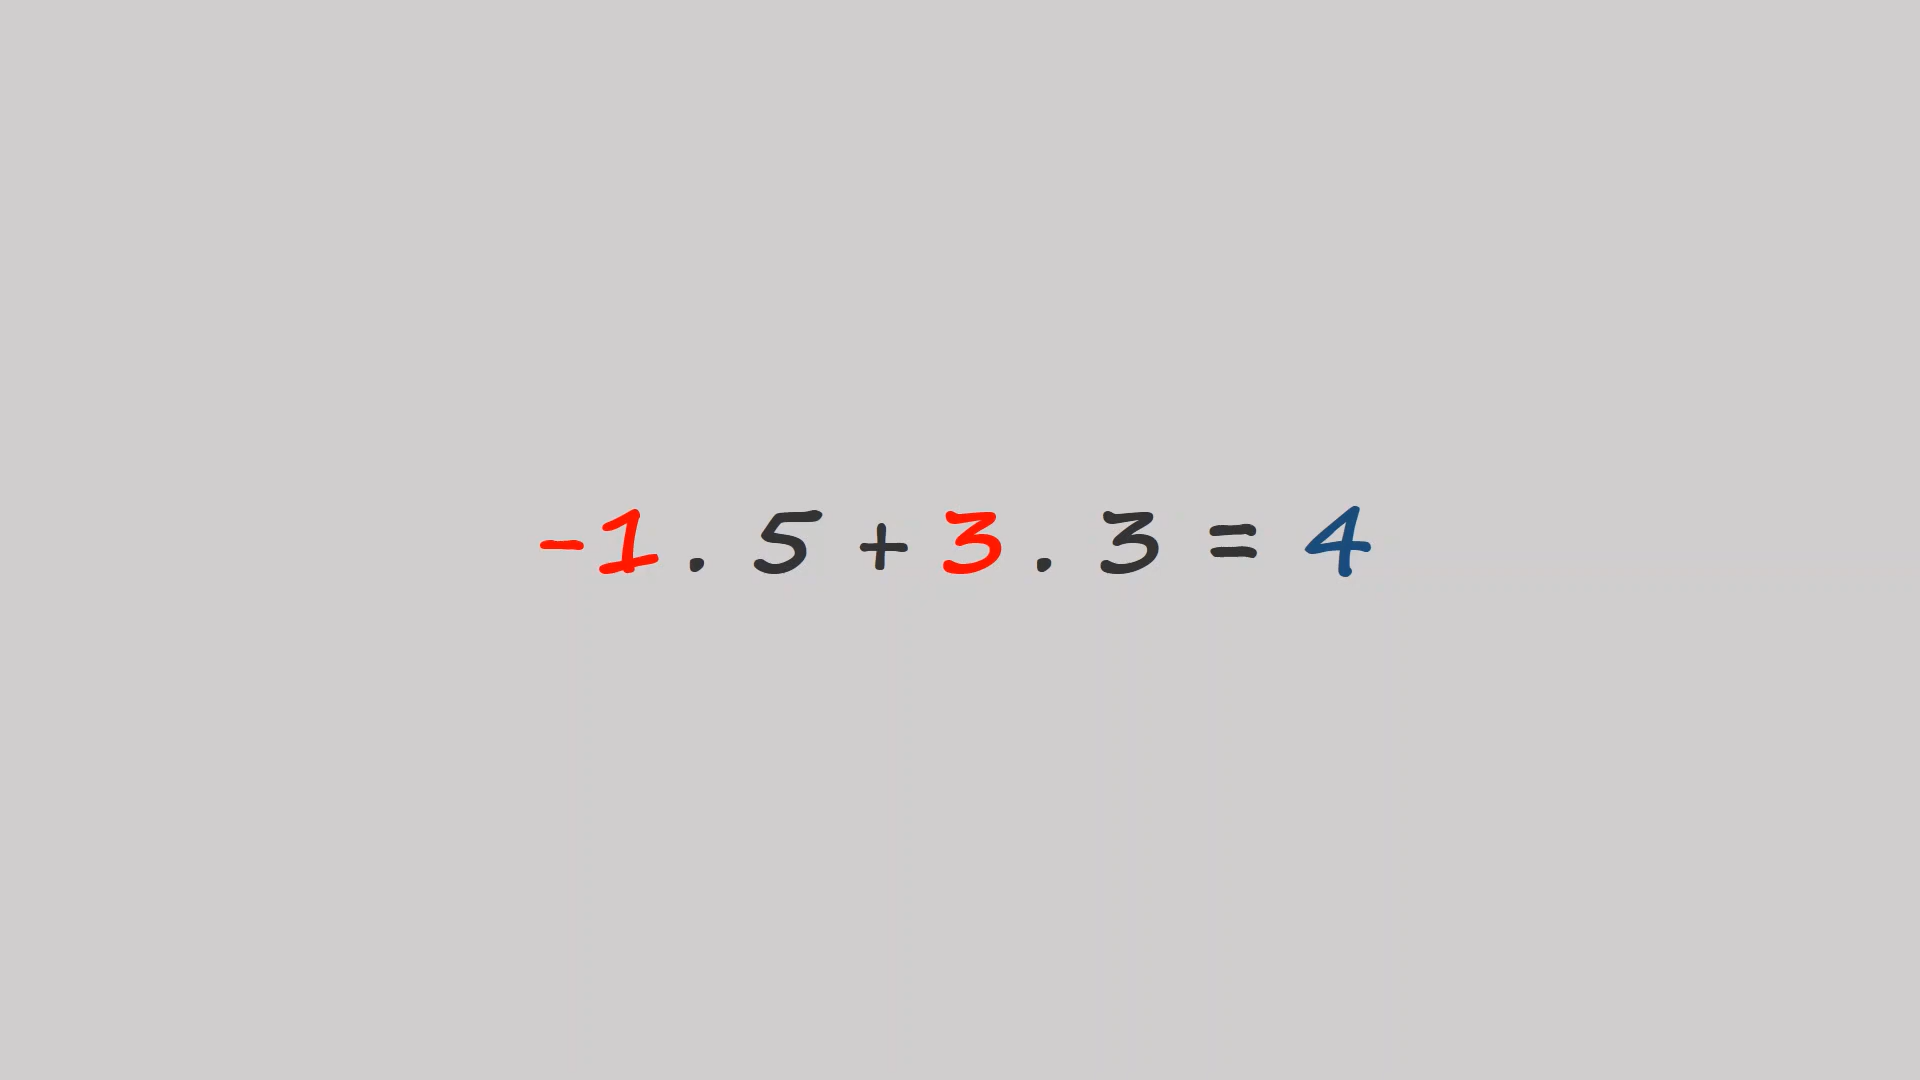 -1 . 5 + 3 . 3 = 4